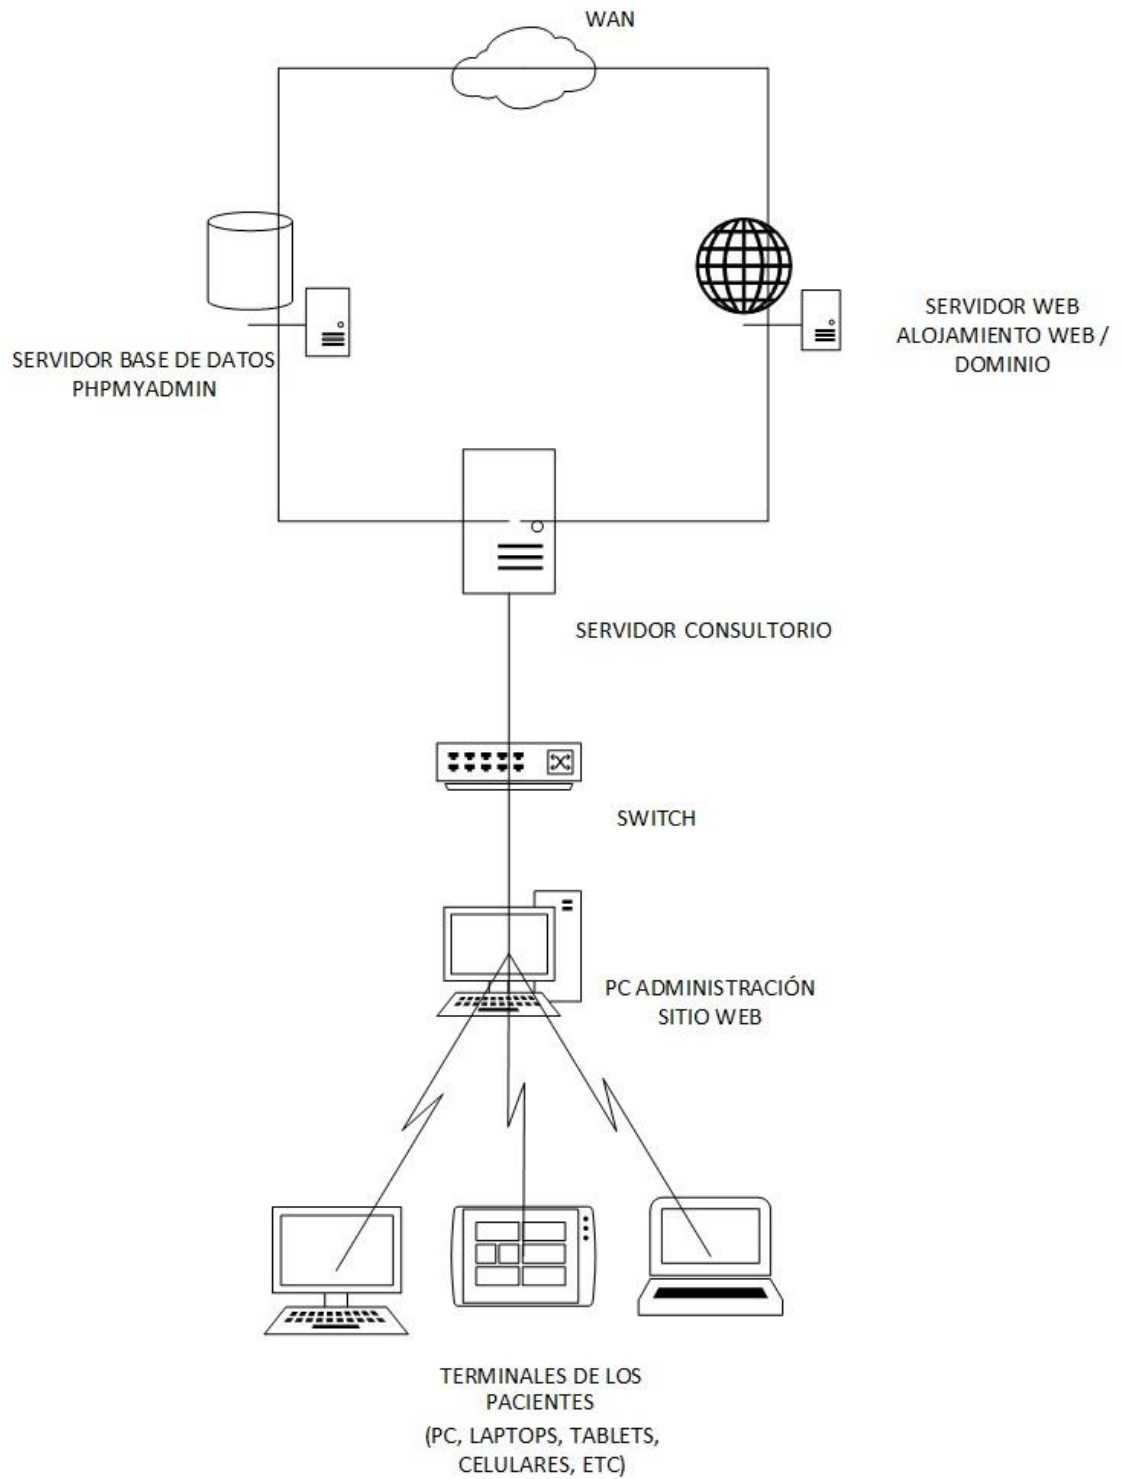 WAN
SERVIDOR WEB
ALOJAMIENTO WEB /
DOMINIO
SERVIDOR BASE DE DATOS
PHPMYADMIN
SERVIDOR CONSULTORIO
SWITCH
PC ADMINISTRACIÓN
SITIO WEB
TERMINALES DE LOS
PACIENTES
(PC, LAPTOPS, TABLETS,
CELULARES, ETC)